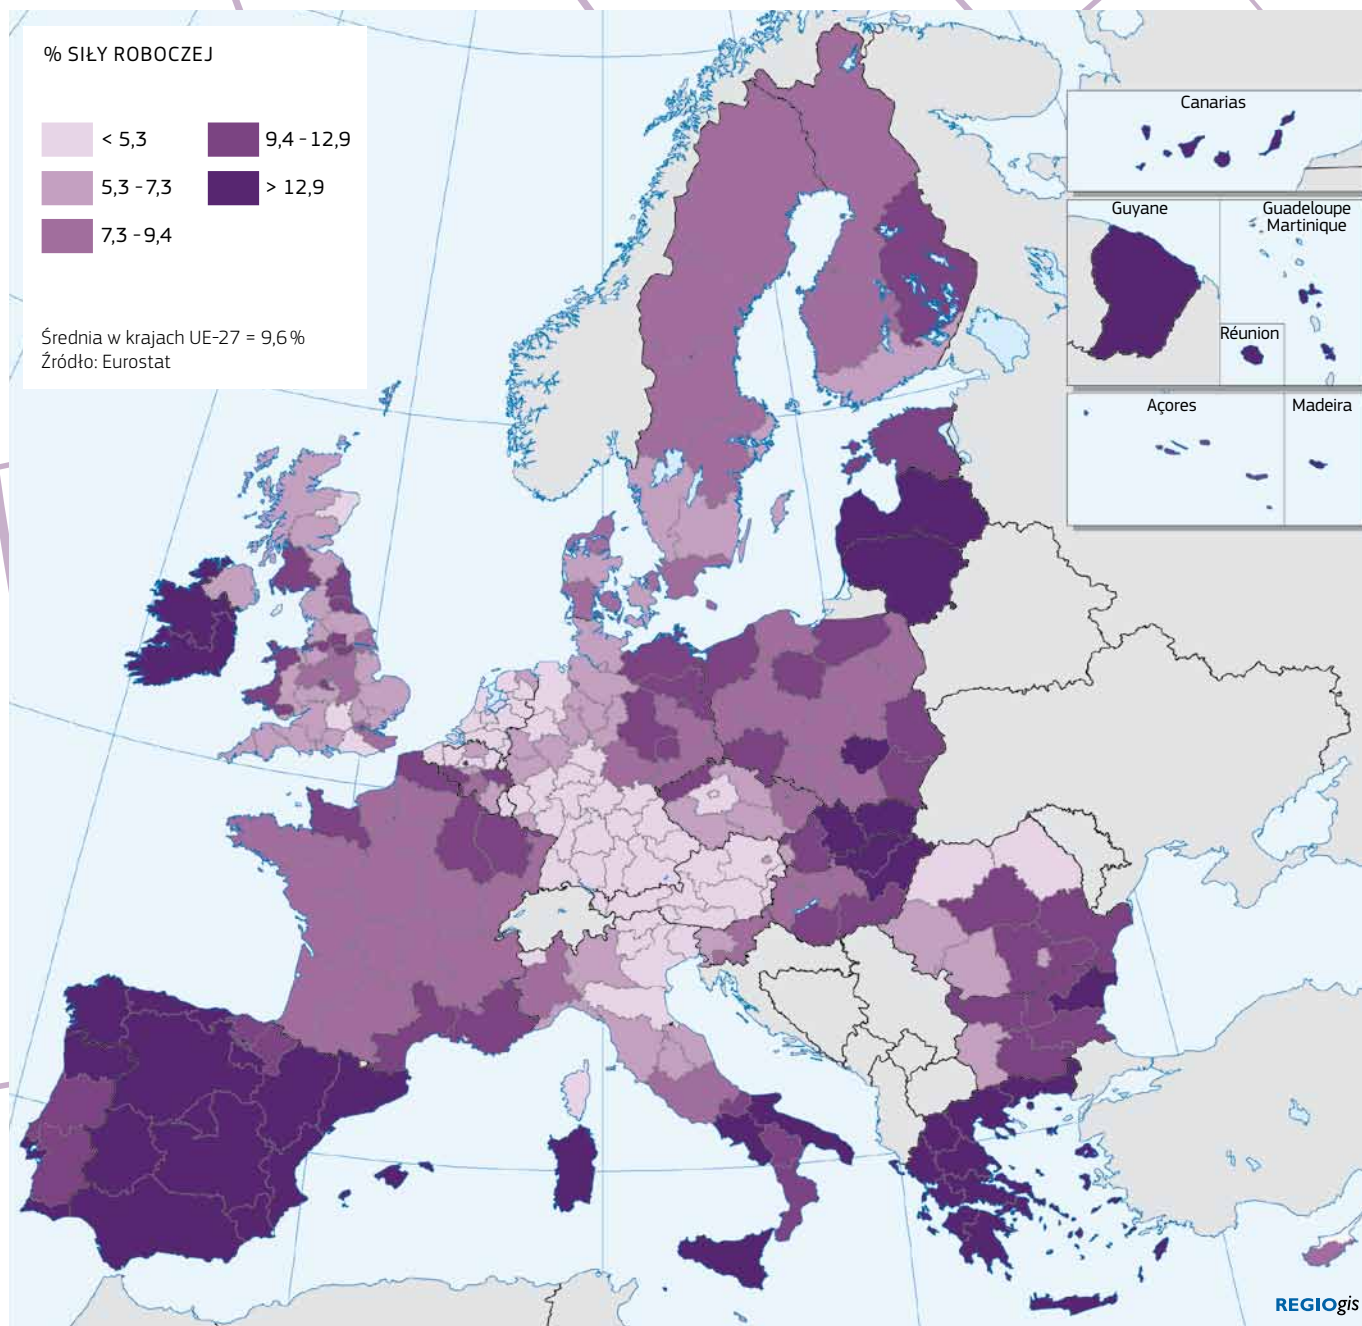 % SIŁY ROBOCZEJ
< 5,3
5,3 - 7,3
7,3 - 9,4
9,4 - 12,9
> 12,9
Średnia w krajach UE-27 = 9,6 %
Źródło: Eurostat
Canarias
Guyane
Guadeloupe
Martinique
Réunion
Açores
Madeira
REGIOgis